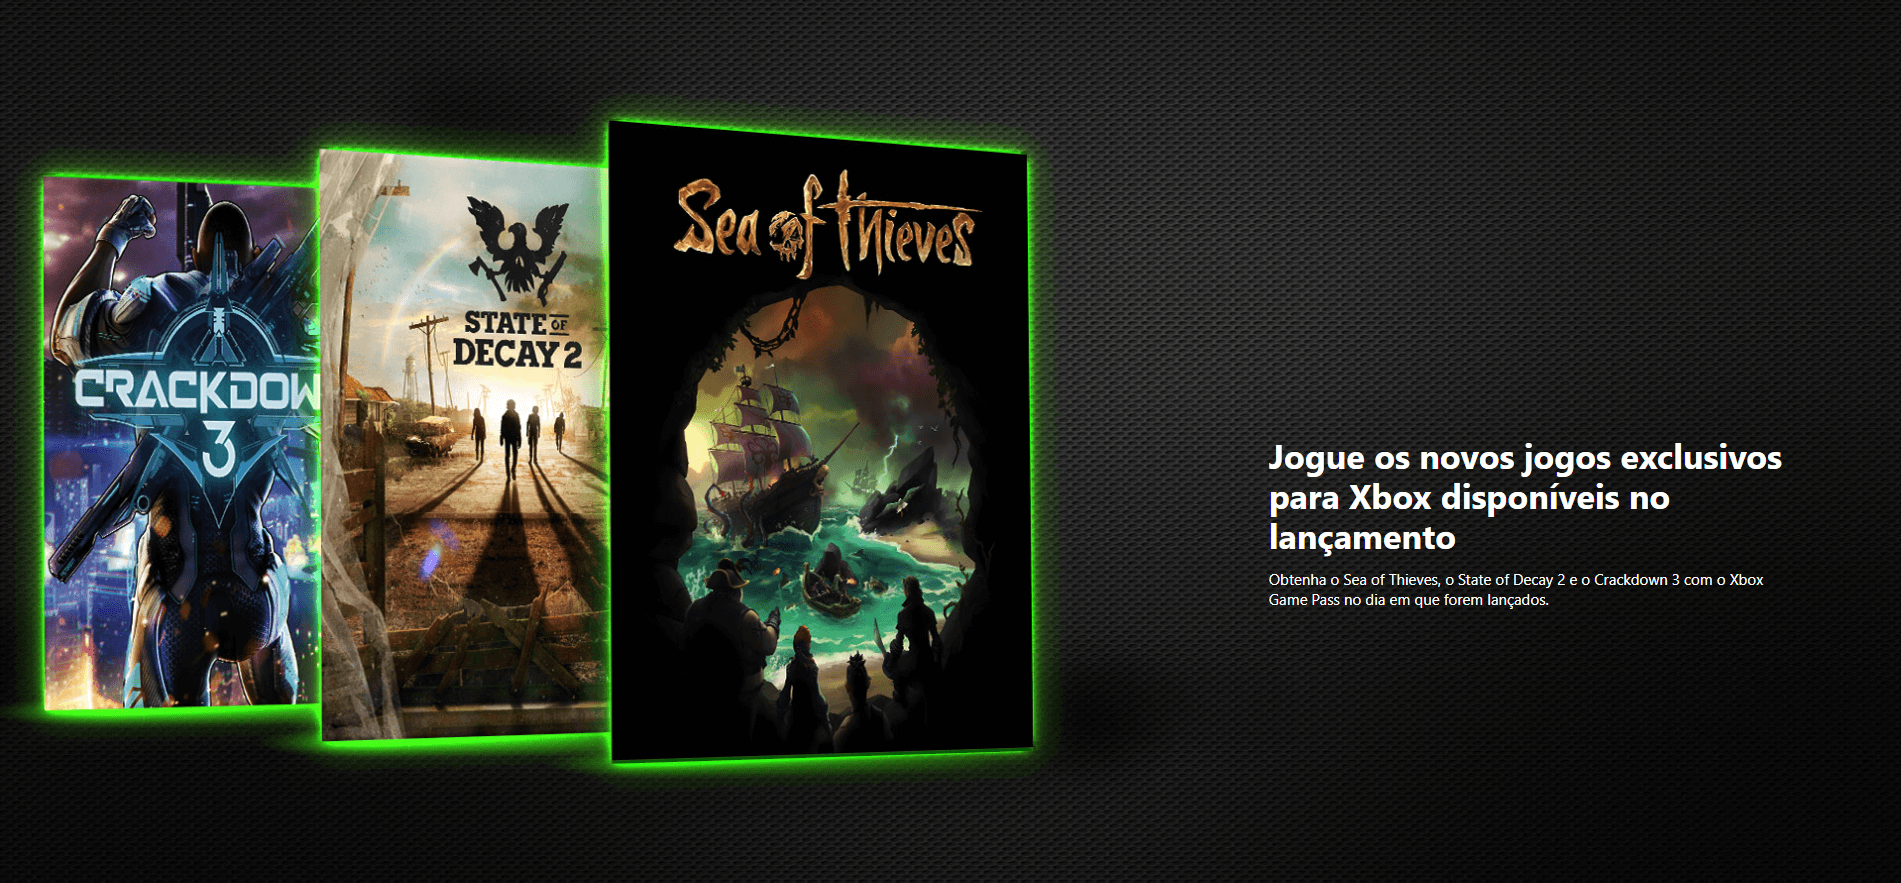 CRACKDOW
3
STATE OF
DECAY 2
Sea of Thieves
Jogue os novos jogos exclusivos
para Xbox disponíveis no
lançamento
Obtenha o Sea of Thieves, o State of Decay 2 e o Crackdown 3 com o Xbox
Game Pass no dia em que forem lançados.